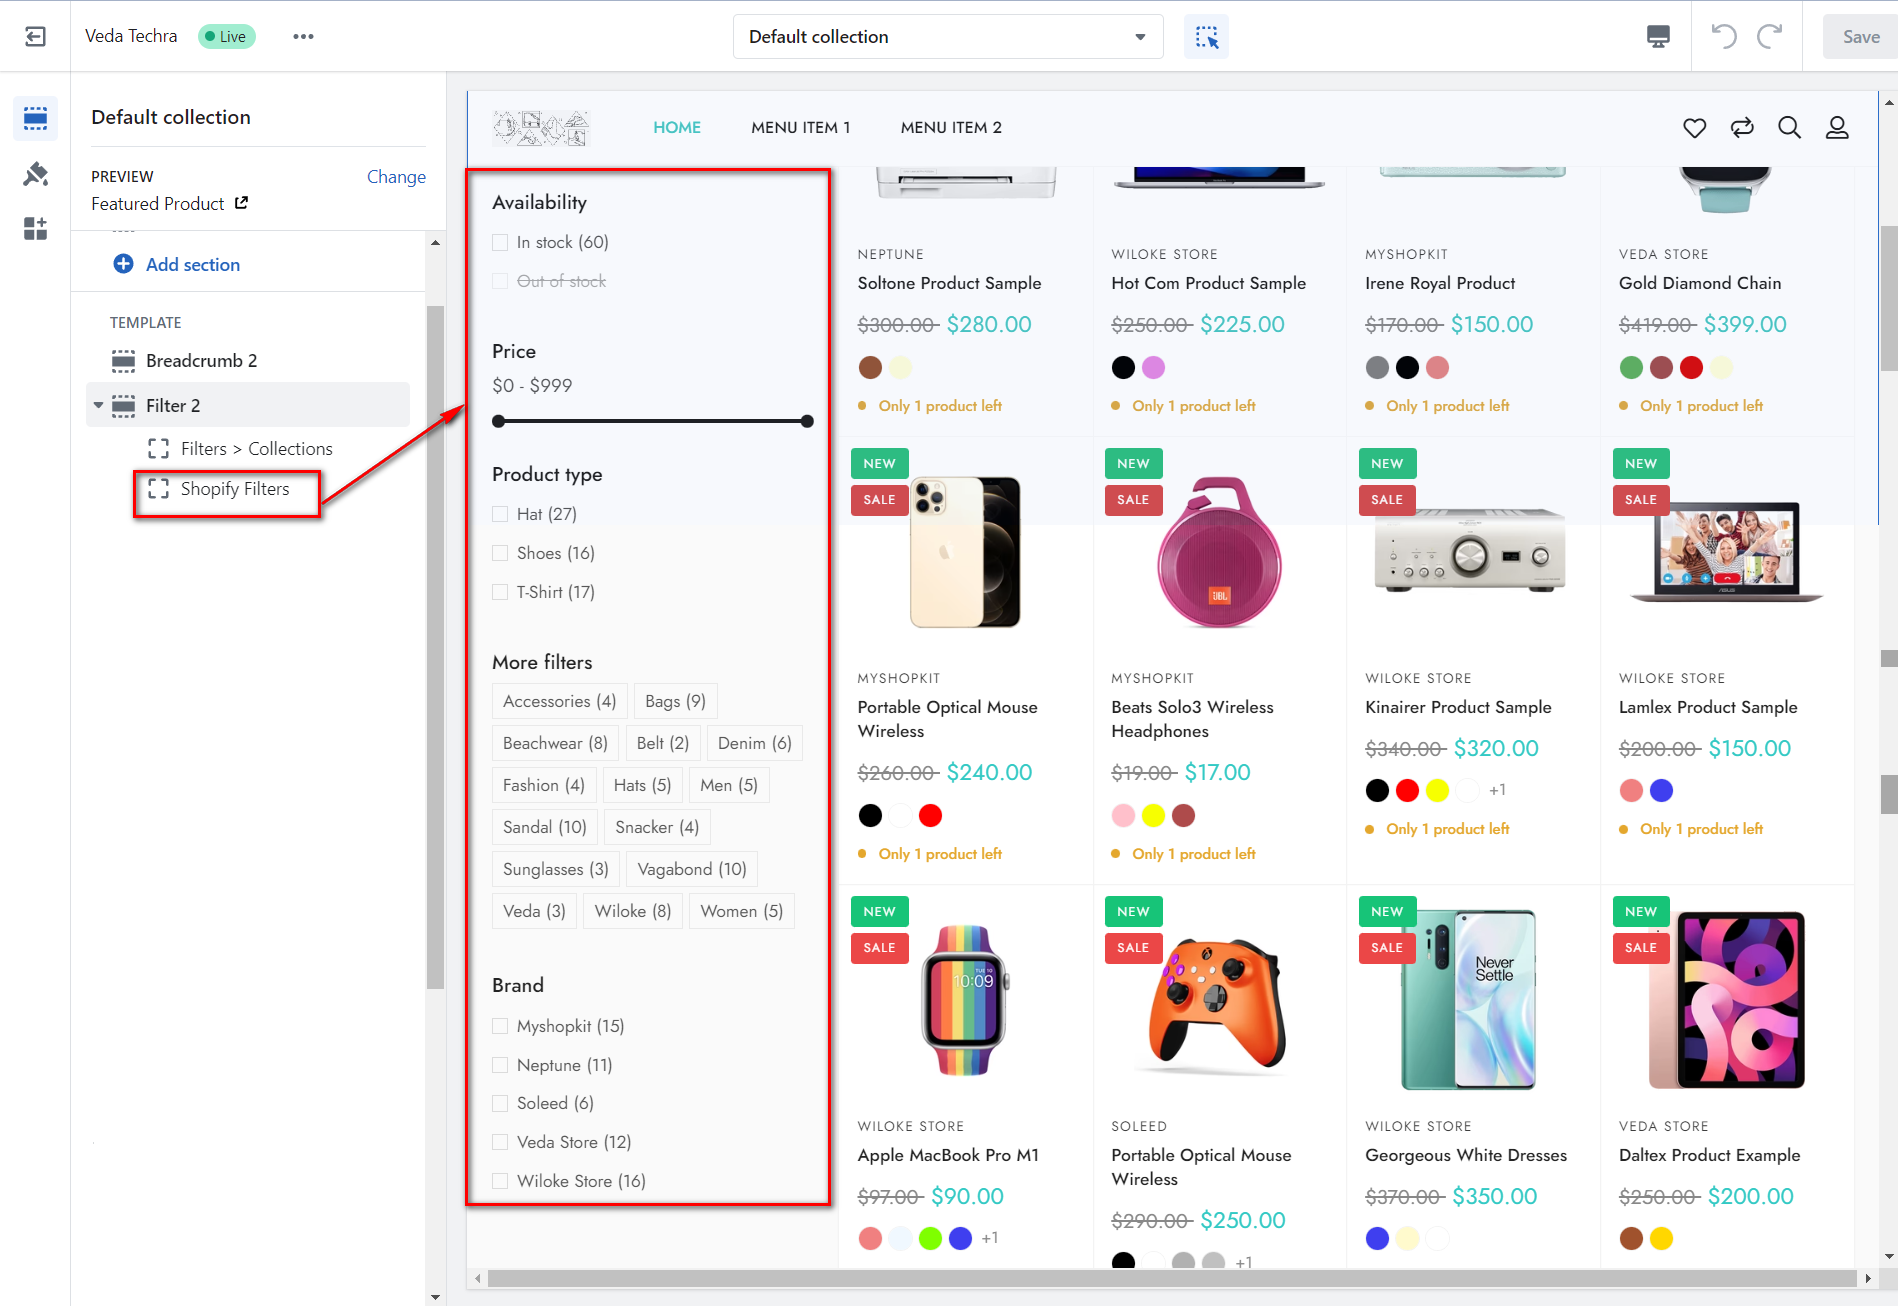 Veda Techra
Live
Default collection
Save
Default collection
PREVIEW
Change
Featured Product
Add section
TEMPLATE
Breadcrumb 2
Filter 2
Filters > Collections
Shopify Filters
HOME
MENU ITEM 1
MENU ITEM 2
Availability
In stock (60)
Out of stock
Price
$0 - $999
Product type
Hat (27)
Shoes (16)
T-Shirt (17)
More filters
Accessories (4)
Bags (9)
Beachwear (8)
Belt (2)
Denim (6)
Fashion (4)
Hats (5)
Men (5)
Sandal (10)
Snacker (4)
Sunglasses (3)
Vagabond (10)
Veda (3)
Wiloke (8)
Women (5)
Brand
Myshopkit (15)
Neptune (11)
Soleed (6)
Veda Store (12)
Wiloke Store (16)
NEPTUNE
Soltone Product Sample
$300.00 $280.00
Only 1 product left
WILOKE STORE
Hot Com Product Sample
$250.00 $225.00
Only 1 product left
MYSHOPKIT
Irene Royal Product
$170.00 $150.00
Only 1 product left
VEDA STORE
Gold Diamond Chain
$419.00 $399.00
Only 1 product left
NEW
SALE
MYSHOPKIT
Portable Optical Mouse
Wireless
$260.00 $240.00
Only 1 product left
NEW
SALE
JBL
MYSHOPKIT
Beats Solo3 Wireless
Headphones
$19.00 $17.00
Only 1 product left
NEW
SALE
WILOKE STORE
Kinairer Product Sample
$340.00 $320.00
+1
Only 1 product left
NEW
SALE
ASUS
WILOKE STORE
Lamlex Product Sample
$200.00 $150.00
Only 1 product left
NEW
SALE
TUE 10
10:09
WILOKE STORE
Apple MacBook Pro M1
$97.00 $90.00
+1
NEW
SALE
SOLEED
Portable Optical Mouse
Wireless
$290.00 $250.00
+1
NEW
SALE
Never
Settle
WILOKE STORE
Georgeous White Dresses
$370.00 $350.00
NEW
SALE
VEDA STORE
Daltex Product Example
$250.00 $200.00